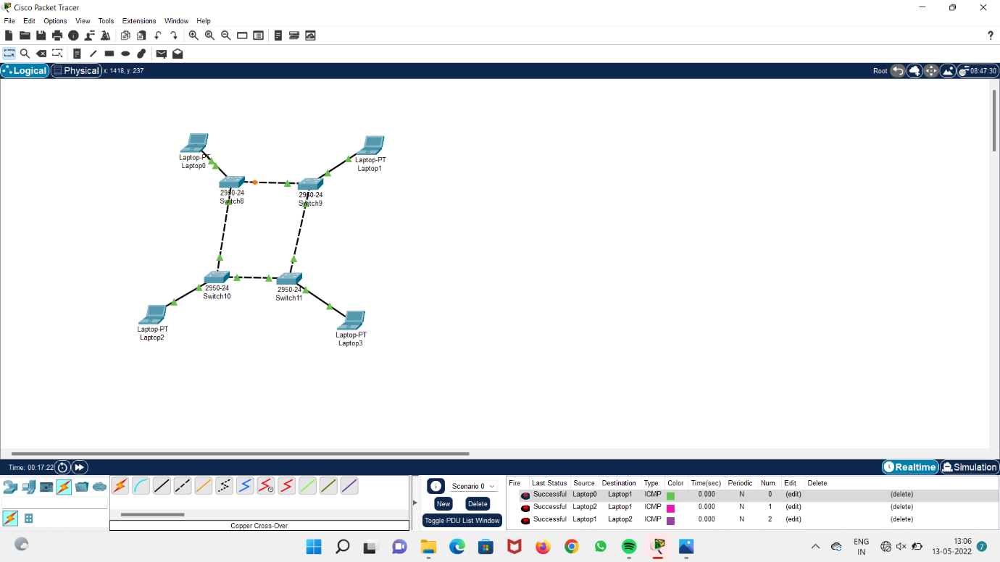 Cisco Packet Tracer
File Edit Options View Tools Extensions Window Help
?
Logical Physical x: 1418, y: 237 Root 08:47:30
Laptop-PT
Laptop0
Laptop-PT
Laptop1
2950-24
Switch8
2950-24
Switch9
2950-24
Switch10
2950-24
Switch11
Laptop-PT
Laptop2
Laptop-PT
Laptop3
Time: 00:17:22 Realtime Simulation
Scenario 0
New Delete
Toggle PDU List Window
Copper Cross-Over
Fire Last Status Source Destination Type Color Time(sec) Periodic Num Edit Delete
Successful Laptop0 Laptop1 ICMP 0.000 N 0 (edit) (delete)
Successful Laptop2 Laptop1 ICMP 0.000 N 1 (edit) (delete)
Successful Laptop1 Laptop2 ICMP 0.000 N 2 (edit) (delete)
ENG
IN
13:06
13-05-2022
7